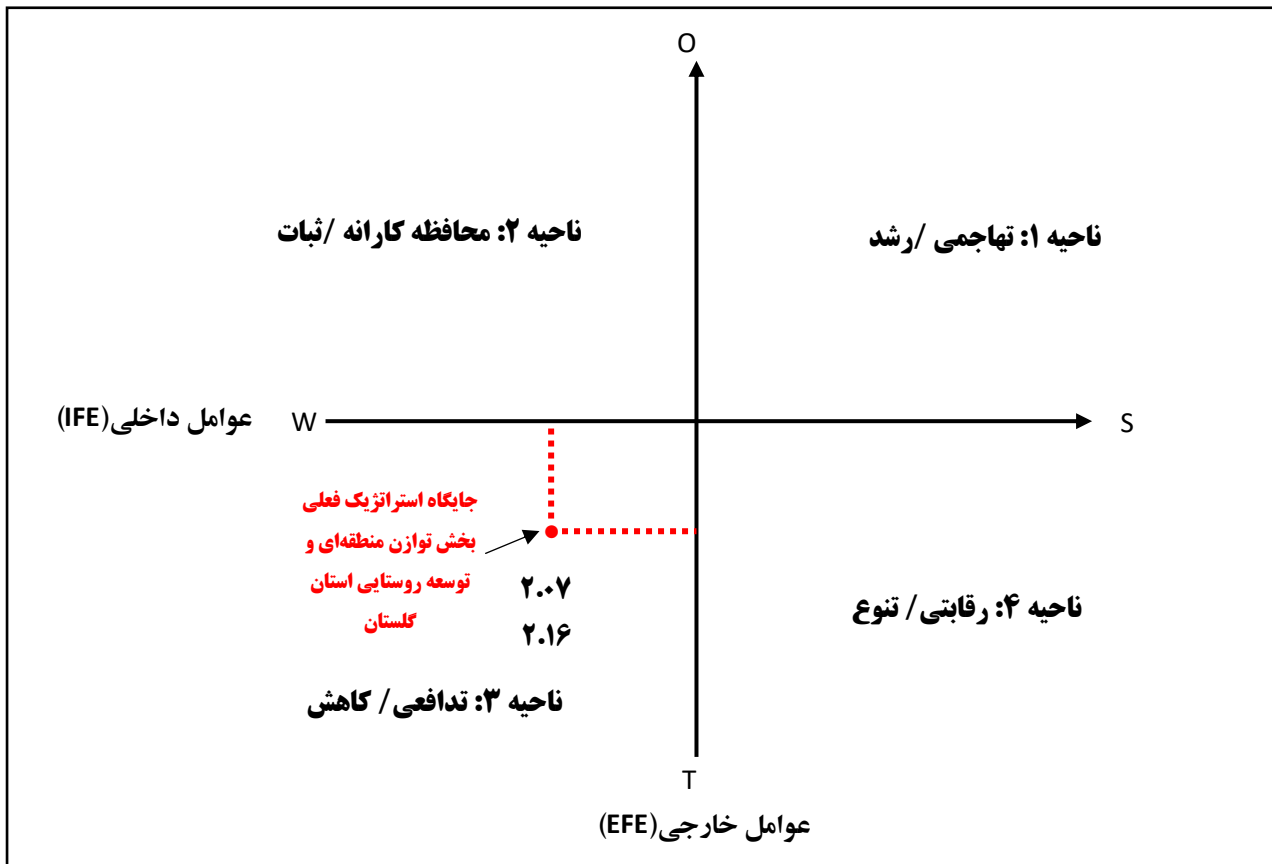 O
ناحیه ۲: محافظه کارانه /ثبات
ناحیه ۱: تهاجمی /رشد
عوامل داخلی(IFE)
W
S
جایگاه استراتژیک فعلی
بخش توازن منطقه‌ای و
توسعه روستایی استان
گلستان
۲.۰۷
۲.۱۶
ناحیه ۴: رقابتی/ تنوع
ناحیه ۳: تدافعی/ کاهش
T
عوامل خارجی(EFE)